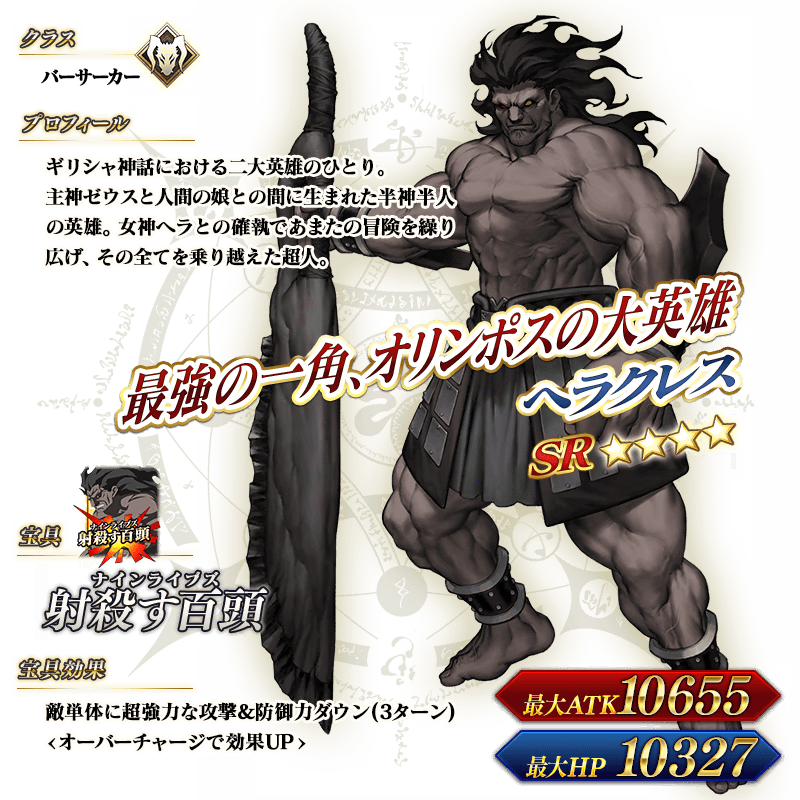 クラス
バーサーカー
プロフィール
ギリシャ神話における二大英雄のひとり。
主神ゼウスと人間の娘との間に生まれた半神半人
の英雄。女神ヘラとの確執であまたの冒険を繰り
広げ、その全てを乗り越えた超人。
最強の一角、オリンポスの大英雄
ヘラクレス
SR
宝具
ナインライブズ
射殺す百頭
ナインライブズ
射殺す百頭
宝具効果
敵単体に超強力な攻撃&防御力ダウン(3ターン)
<オーバーチャージで効果UP>
最大ATK10655
最大HP 10327